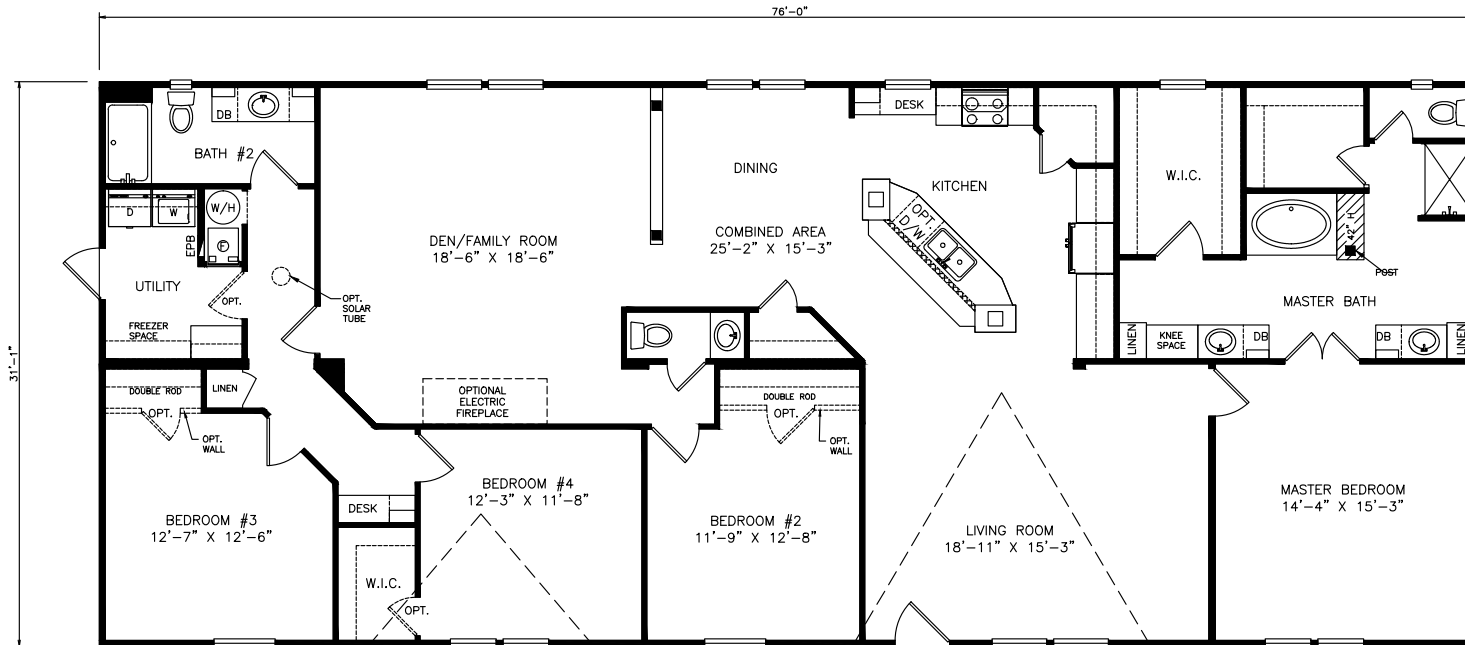 76'-0"
31'-1"
DB
BATH #2
D
W
W/H
F
EPB
UTILITY
OPT.
FREEZER
SPACE
OPT.
SOLAR
TUBE
DEN/FAMILY ROOM
18'-6" X 18'-6"
OPTIONAL
ELECTRIC
FIREPLACE
DINING
COMBINED AREA
25'-2" X 15'-3"
DESK
KITCHEN
OPT.
D/W
W.I.C.
42" H
POST
MASTER BATH
LINEN
KNEE
SPACE
DB
DB
LINEN
DOUBLE ROD
OPT.
OPT.
WALL
LINEN
BEDROOM #3
12'-7" X 12'-6"
DESK
W.I.C.
OPT.
BEDROOM #4
12'-3" X 11'-8"
DOUBLE ROD
OPT.
OPT.
WALL
BEDROOM #2
11'-9" X 12'-8"
LIVING ROOM
18'-11" X 15'-3"
MASTER BEDROOM
14'-4" X 15'-3"